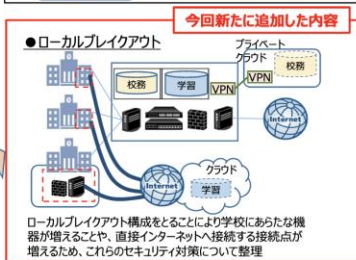 今回新たに追加した内容
●ローカルブレイクアウト
プライベート
クラウド
校務
学習
VPN
VPN
校務
Internet
クラウド
Internet
学習
ローカルブレイクアウト構成をとることにより学校にあらたな機
器が増えることや、直接インターネットへ接続する接続点が
増えるため、これらのセキュリティ対策について整理